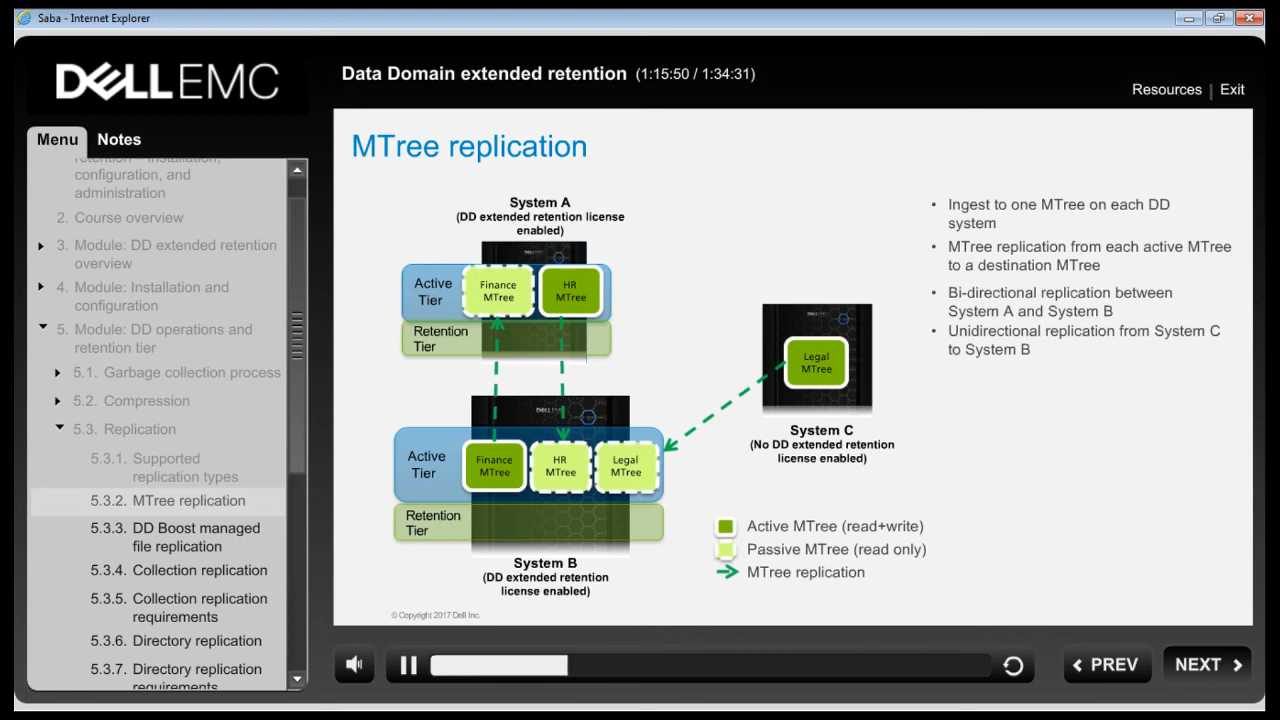 Saba - Internet Explorer
DELLEMC
Data Domain extended retention (1:15:50 / 1:34:31)
Resources | Exit
Menu
Notes
retention – installation,
configuration, and
administration
2. Course overview
3. Module: DD extended retention
overview
4. Module: Installation and
configuration
5. Module: DD operations and
retention tier
5.1. Garbage collection process
5.2. Compression
5.3. Replication
5.3.1. Supported
replication types
5.3.2. MTree replication
5.3.3. DD Boost managed
file replication
5.3.4. Collection replication
5.3.5. Collection replication
requirements
5.3.6. Directory replication
5.3.7. Directory replication
requirements
MTree replication
System A
(DD extended retention license
enabled)
Active
Tier
Finance
MTree
HR
MTree
Retention
Tier
DELLEMC
Active
Tier
Finance
MTree
HR
MTree
Legal
MTree
Retention
Tier
System B
(DD extended retention
license enabled)
DELLEMC
Legal
MTree
System C
(No DD extended retention
license enabled)
• Ingest to one MTree on each DD
system
• MTree replication from each active MTree
to a destination MTree
• Bi-directional replication between
System A and System B
• Unidirectional replication from System C
to System B
Active MTree (read+write)
Passive MTree (read only)
MTree replication
© Copyright 2017 Dell Inc.
PREV
NEXT